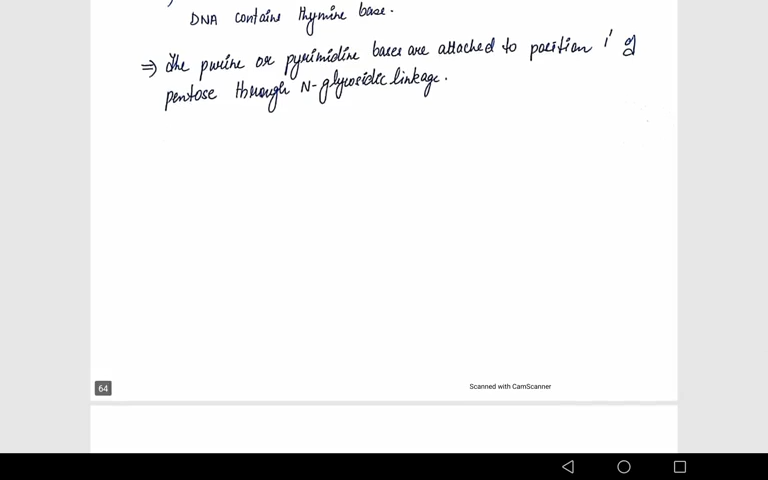 DNA contains thymine base.
⇒ The purine or pyrimidine bases are attached to position 1' of
pentose through N-glycosidic linkage.
64
Scanned with CamScanner